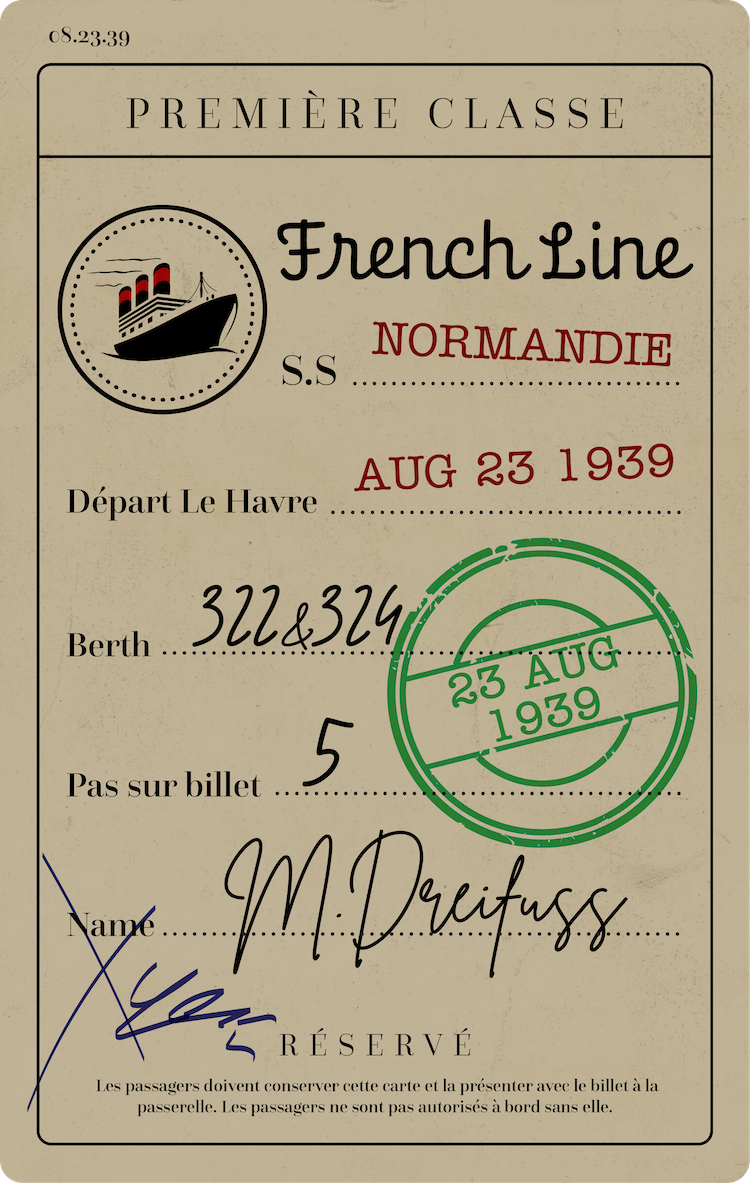 08.23.39
PREMIÈRE CLASSE
French Line
S.S NORMANDIE
Départ Le Havre AUG 23 1939
Berth 322&324
23 AUG
1939
Pas sur billet 5
Name M. Dreifuss
RÉSERVÉ
Les passagers doivent conserver cette carte et la présenter avec le billet à la
passerelle. Les passagers ne sont pas autorisés à bord sans elle.